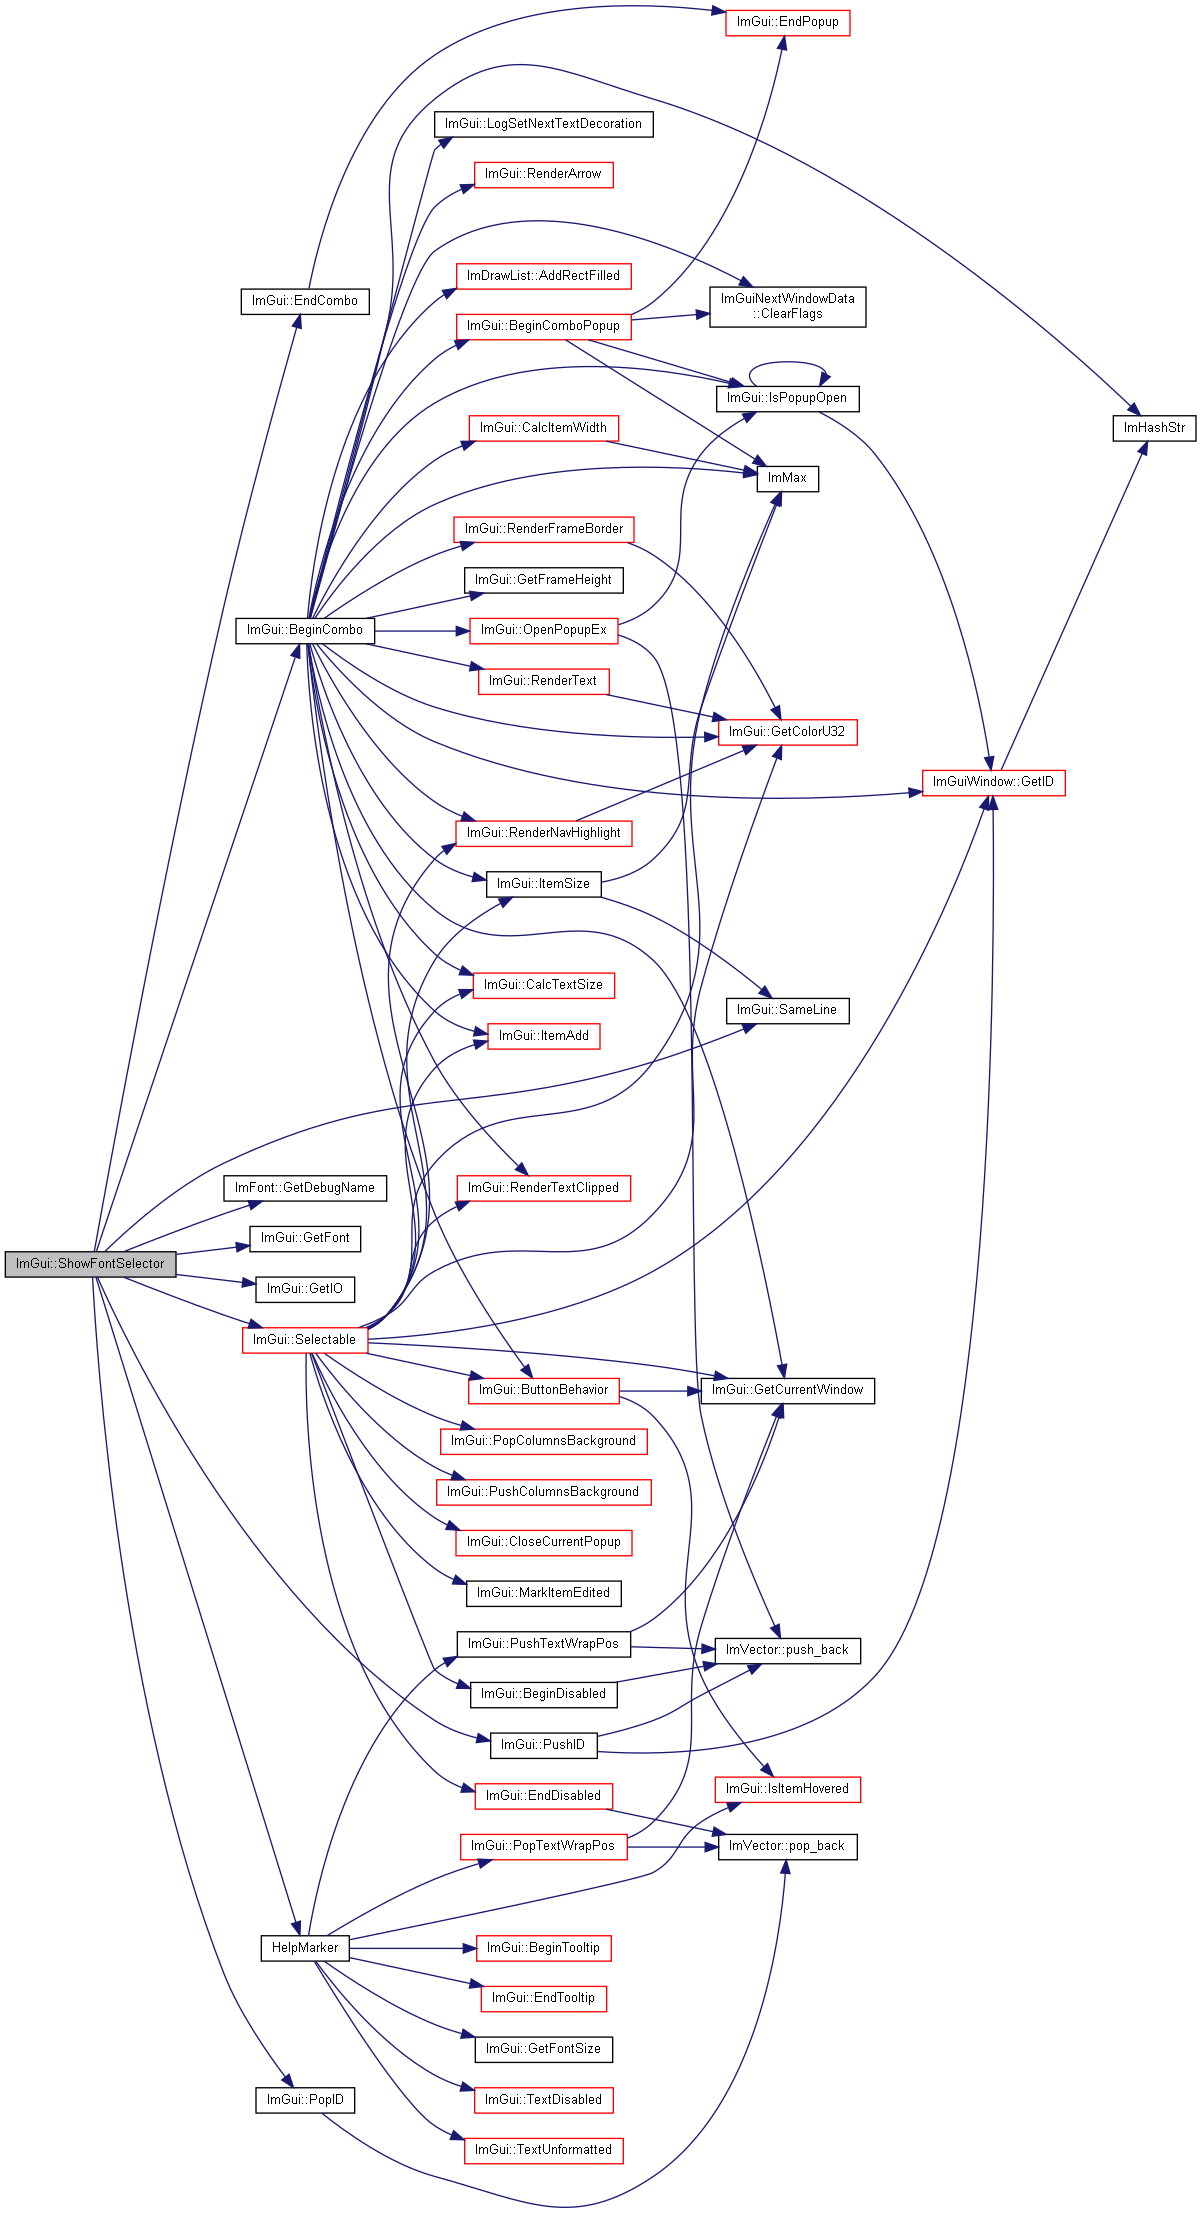 ImGui::EndPopup
ImGui::LogSetNextTextDecoration
ImGui::RenderArrow
ImDrawList::AddRectFilled
ImGui::EndCombo
ImGuiNextWindowData
::ClearFlags
ImGui::BeginComboPopup
ImGui::IsPopupOpen
ImGui::CalcItemWidth
ImHashStr
ImMax
ImGui::RenderFrameBorder
ImGui::GetFrameHeight
ImGui::BeginCombo
ImGui::OpenPopupEx
ImGui::RenderText
ImGui::GetColorU32
ImGuiWindow::GetID
ImGui::RenderNavHighlight
ImGui::ItemSize
ImGui::CalcTextSize
ImGui::SameLine
ImGui::ItemAdd
ImFont::GetDebugName
ImGui::RenderTextClipped
ImGui::GetFont
ImGui::ShowFontSelector
ImGui::GetIO
ImGui::Selectable
ImGui::ButtonBehavior
ImGui::GetCurrentWindow
ImGui::PopColumnsBackground
ImGui::PushColumnsBackground
ImGui::CloseCurrentPopup
ImGui::MarkItemEdited
ImGui::PushTextWrapPos
ImVector::push_back
ImGui::BeginDisabled
ImGui::PushID
ImGui::IsItemHovered
ImGui::EndDisabled
ImGui::PopTextWrapPos
ImVector::pop_back
HelpMarker
ImGui::BeginTooltip
ImGui::EndTooltip
ImGui::GetFontSize
ImGui::PopID
ImGui::TextDisabled
ImGui::TextUnformatted